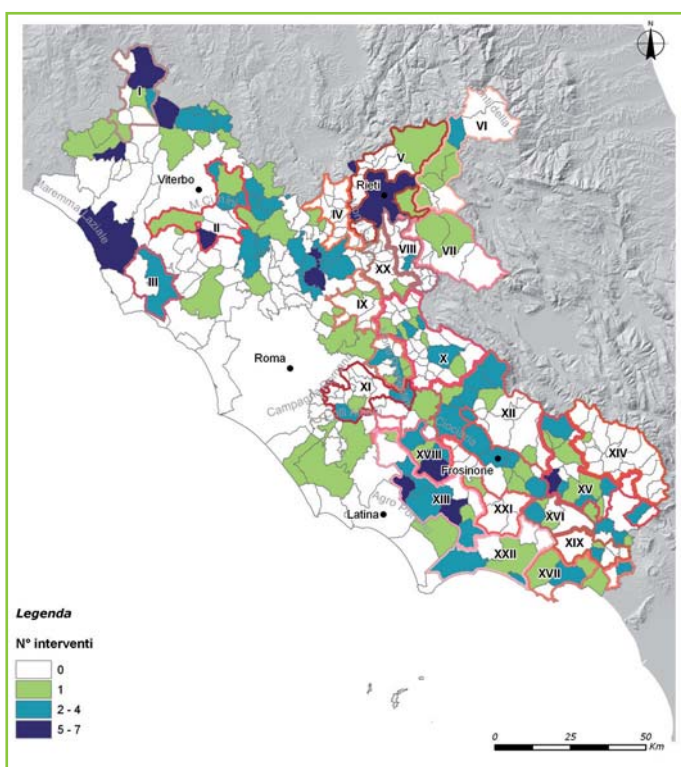 N
I
VI
V
Rieti
Viterbo
IV
II
VIII
VII
Maremma Laziale
XX
III
IX
Roma
X
XI
XII
Ciociaria
XVIII
Frosinone
XIV
XIII
XV
Latina
XXI
XVI
XIX
XXII
XVII
Legenda
N° interventi
0
1
2 - 4
5 - 7
0 25 50
Km